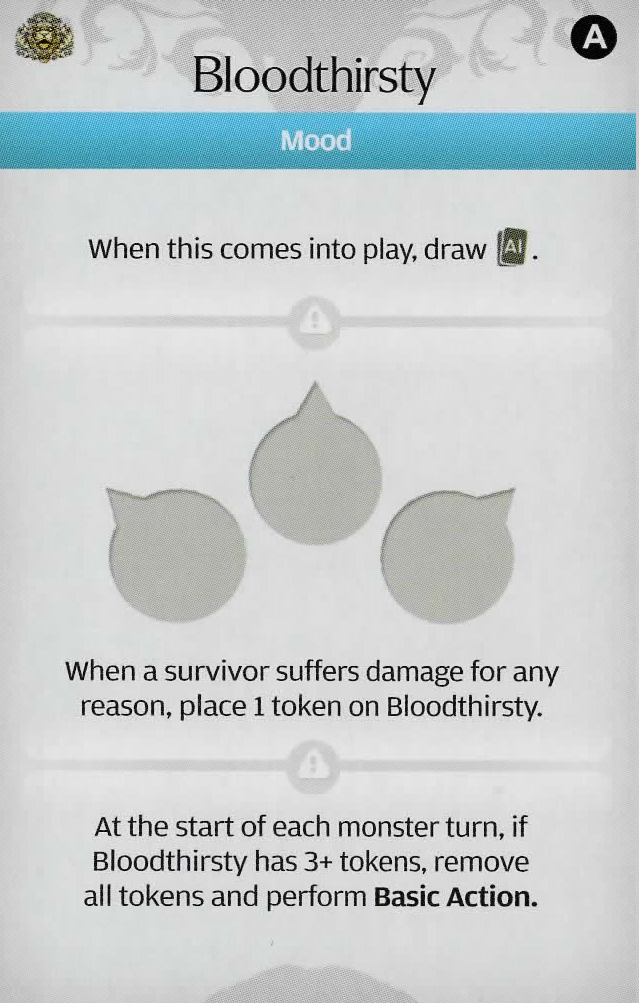 A
Bloodthirsty
Mood
When this comes into play, draw AI.
When a survivor suffers damage for any
reason, place 1 token on Bloodthirsty.
At the start of each monster turn, if
Bloodthirsty has 3+ tokens, remove
all tokens and perform Basic Action.